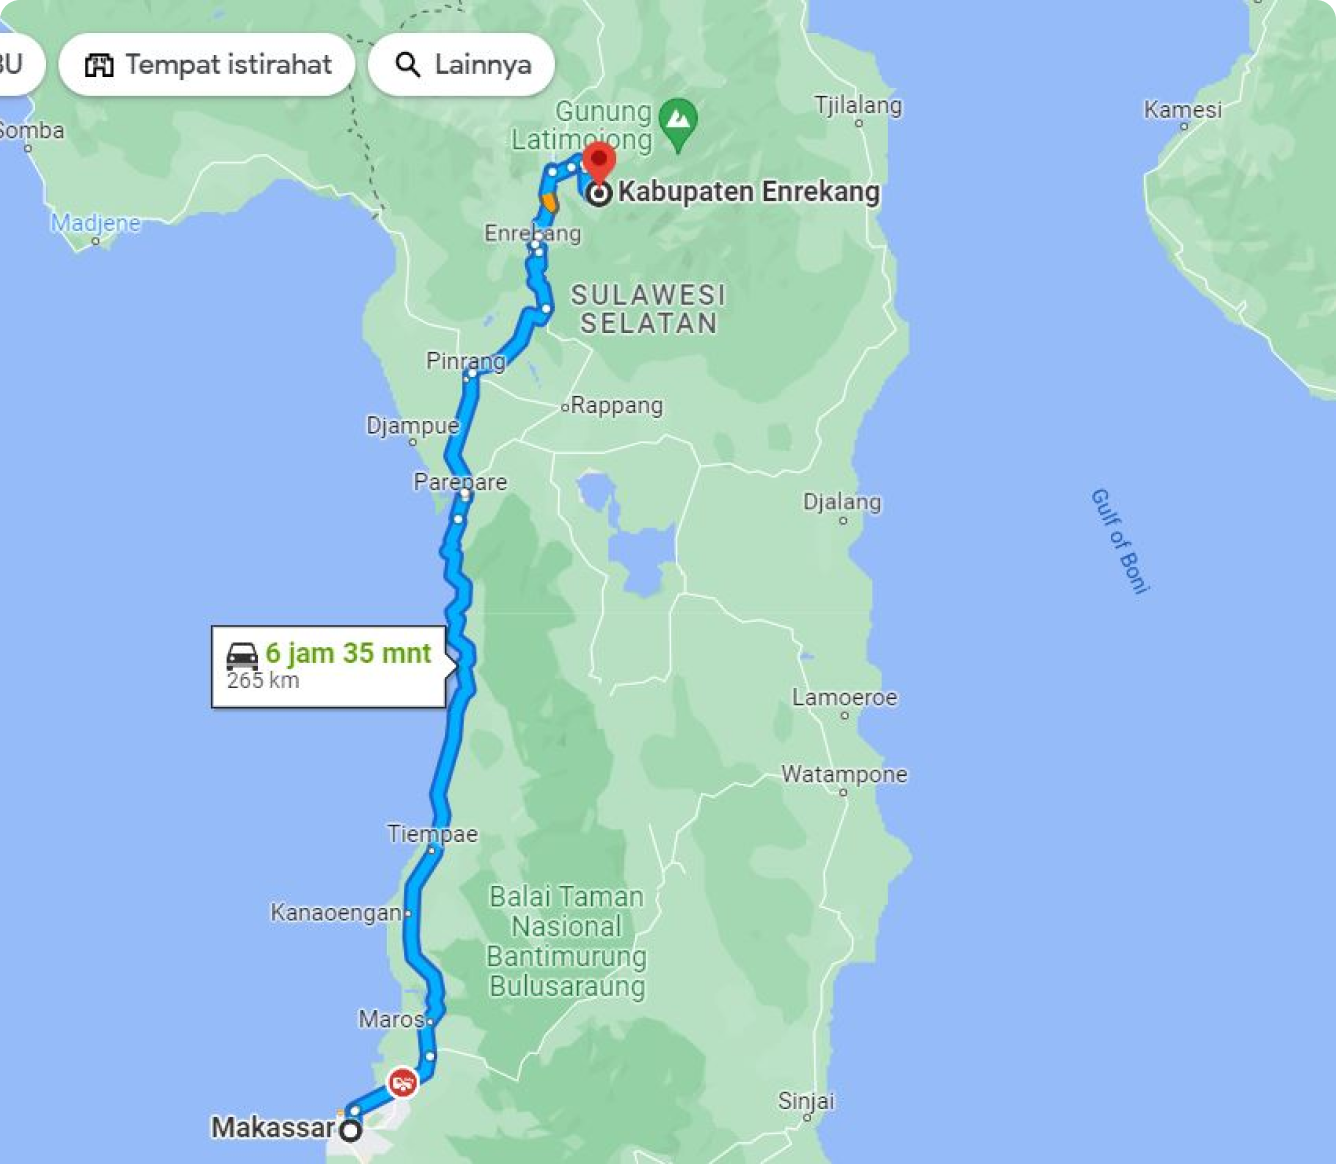 BU
Tempat istirahat
Lainnya
Gunung
Latimojong
Tjilalang
Kamesi
Somba
Kabupaten Enrekang
Madjene
Enrekang
SULAWESI
SELATAN
Pinrang
Rappang
Djampue
Parepare
Djalang
Gulf of Boni
6 jam 35 mnt
265 km
Lamoeroe
Watampone
Tiempae
Kanaoengan
Balai Taman
Nasional
Bantimurung
Bulusaraung
Maros
Sinjai
Makassar